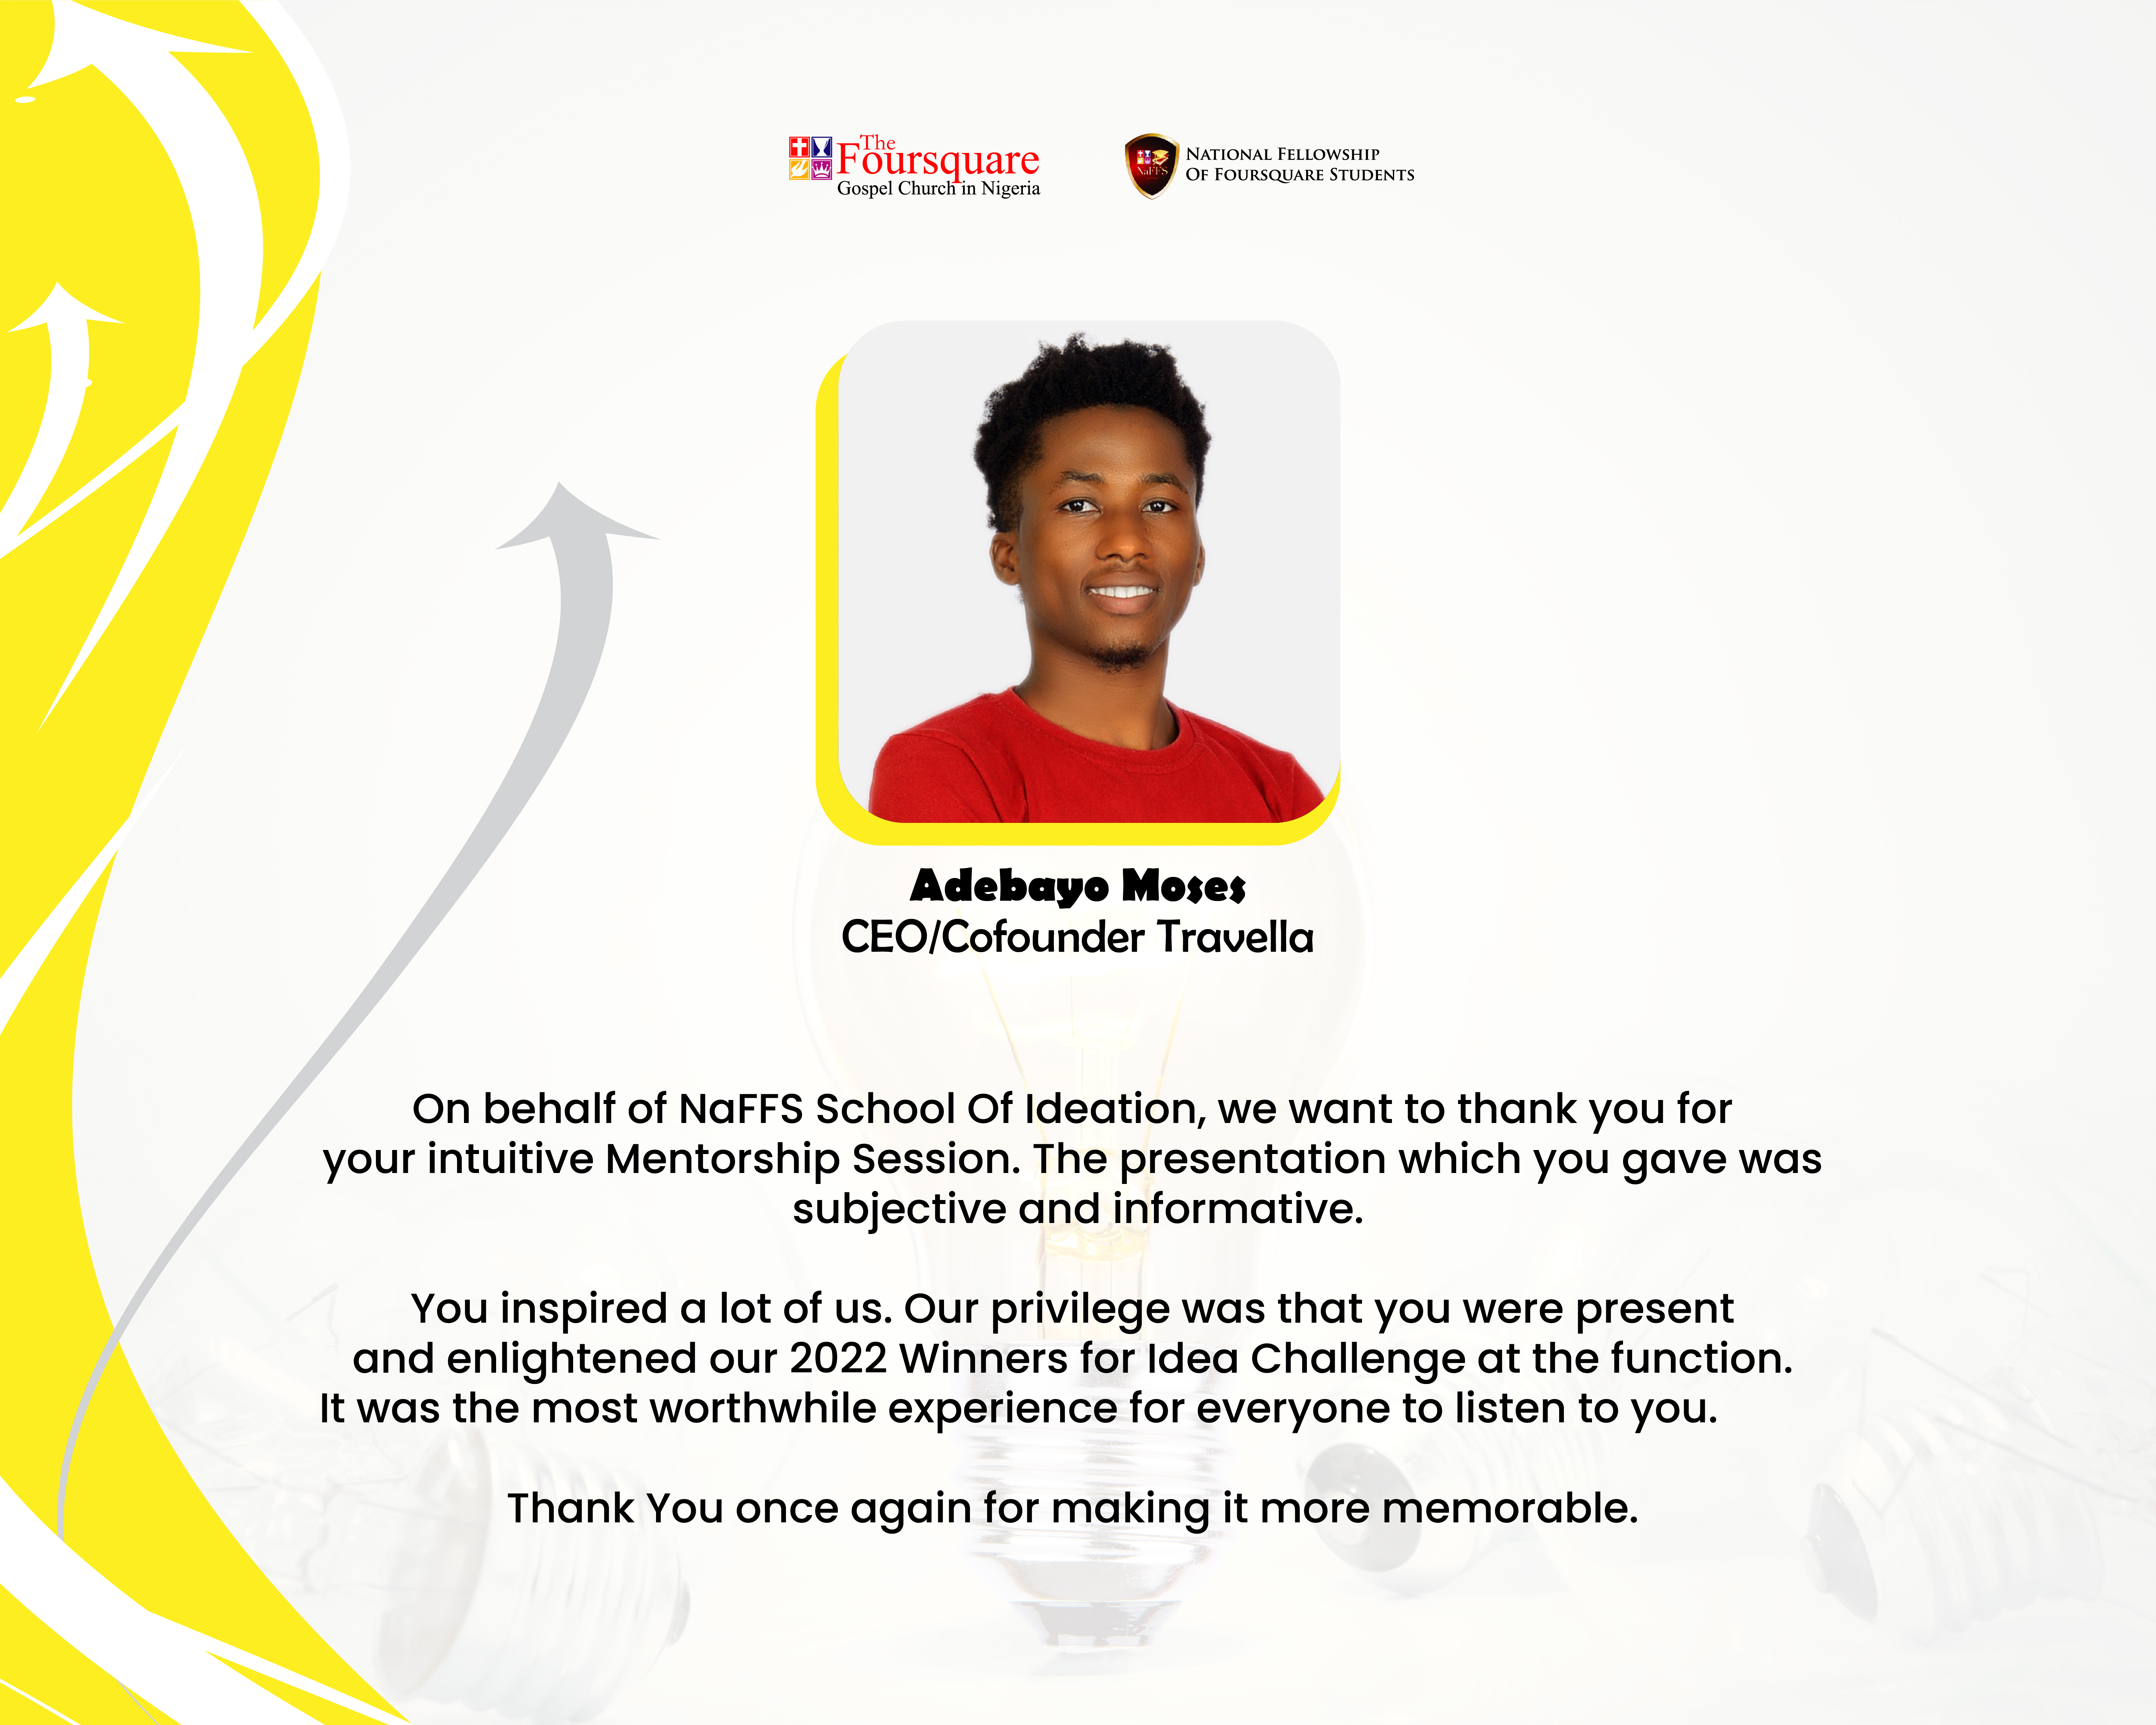 The
Foursquare
Gospel Church in Nigeria
NaFFS
National Fellowship
Of Foursquare Students
Adebayo Moses
CEO/Cofounder Travella
On behalf of NaFFS School Of Ideation, we want to thank you for
your intuitive Mentorship Session. The presentation which you gave was
subjective and informative.
You inspired a lot of us. Our privilege was that you were present
and enlightened our 2022 Winners for Idea Challenge at the function.
It was the most worthwhile experience for everyone to listen to you.
Thank You once again for making it more memorable.